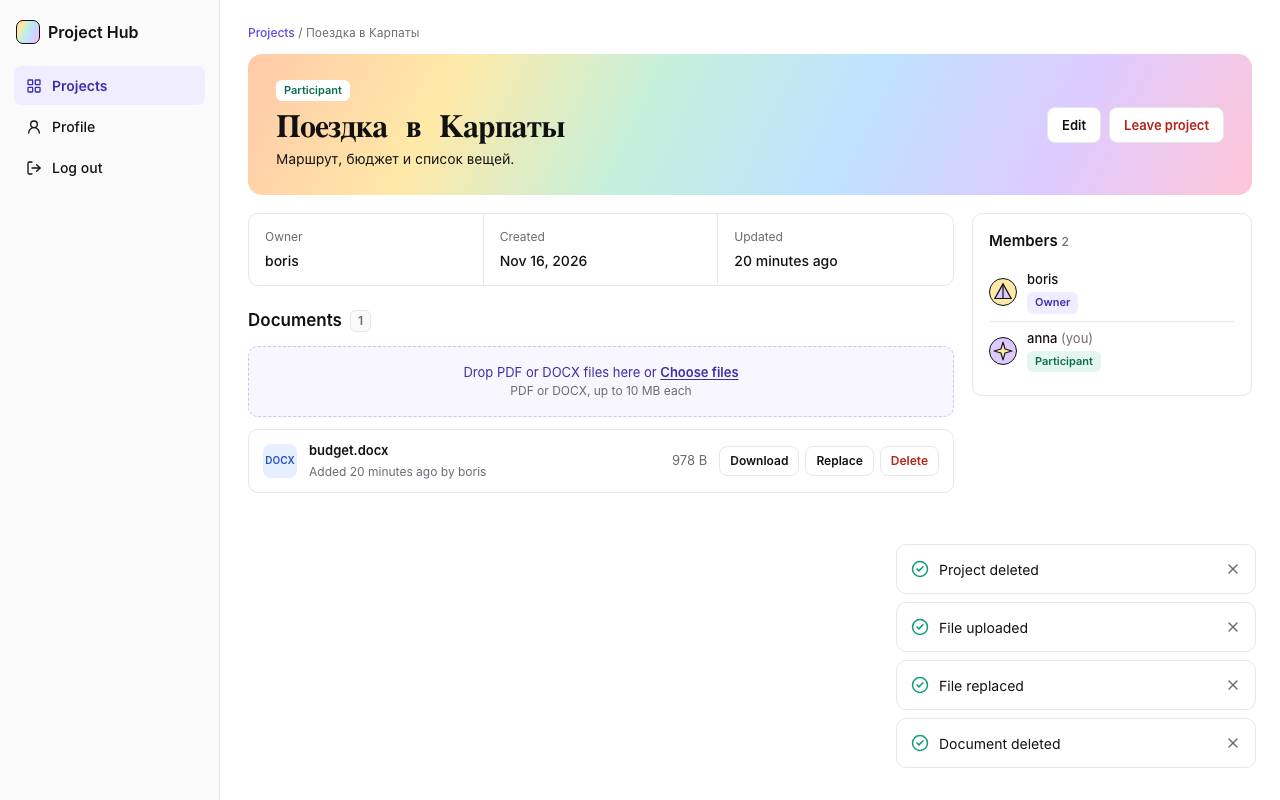 Project Hub
Projects
Profile
Log out
Projects / Поездка в Карпаты
Participant
Поездка в Карпаты
Маршрут, бюджет и список вещей.
Edit
Leave project
Owner
boris
Created
Nov 16, 2026
Updated
20 minutes ago
Documents 1
Drop PDF or DOCX files here or Choose files
PDF or DOCX, up to 10 MB each
DOCX
budget.docx
Added 20 minutes ago by boris
978 B
Download
Replace
Delete
Members 2
boris
Owner
anna (you)
Participant
Project deleted
File uploaded
File replaced
Document deleted